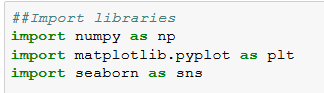 ##Import libraries
import numpy as np
import matplotlib.pyplot as plt
import seaborn as sns